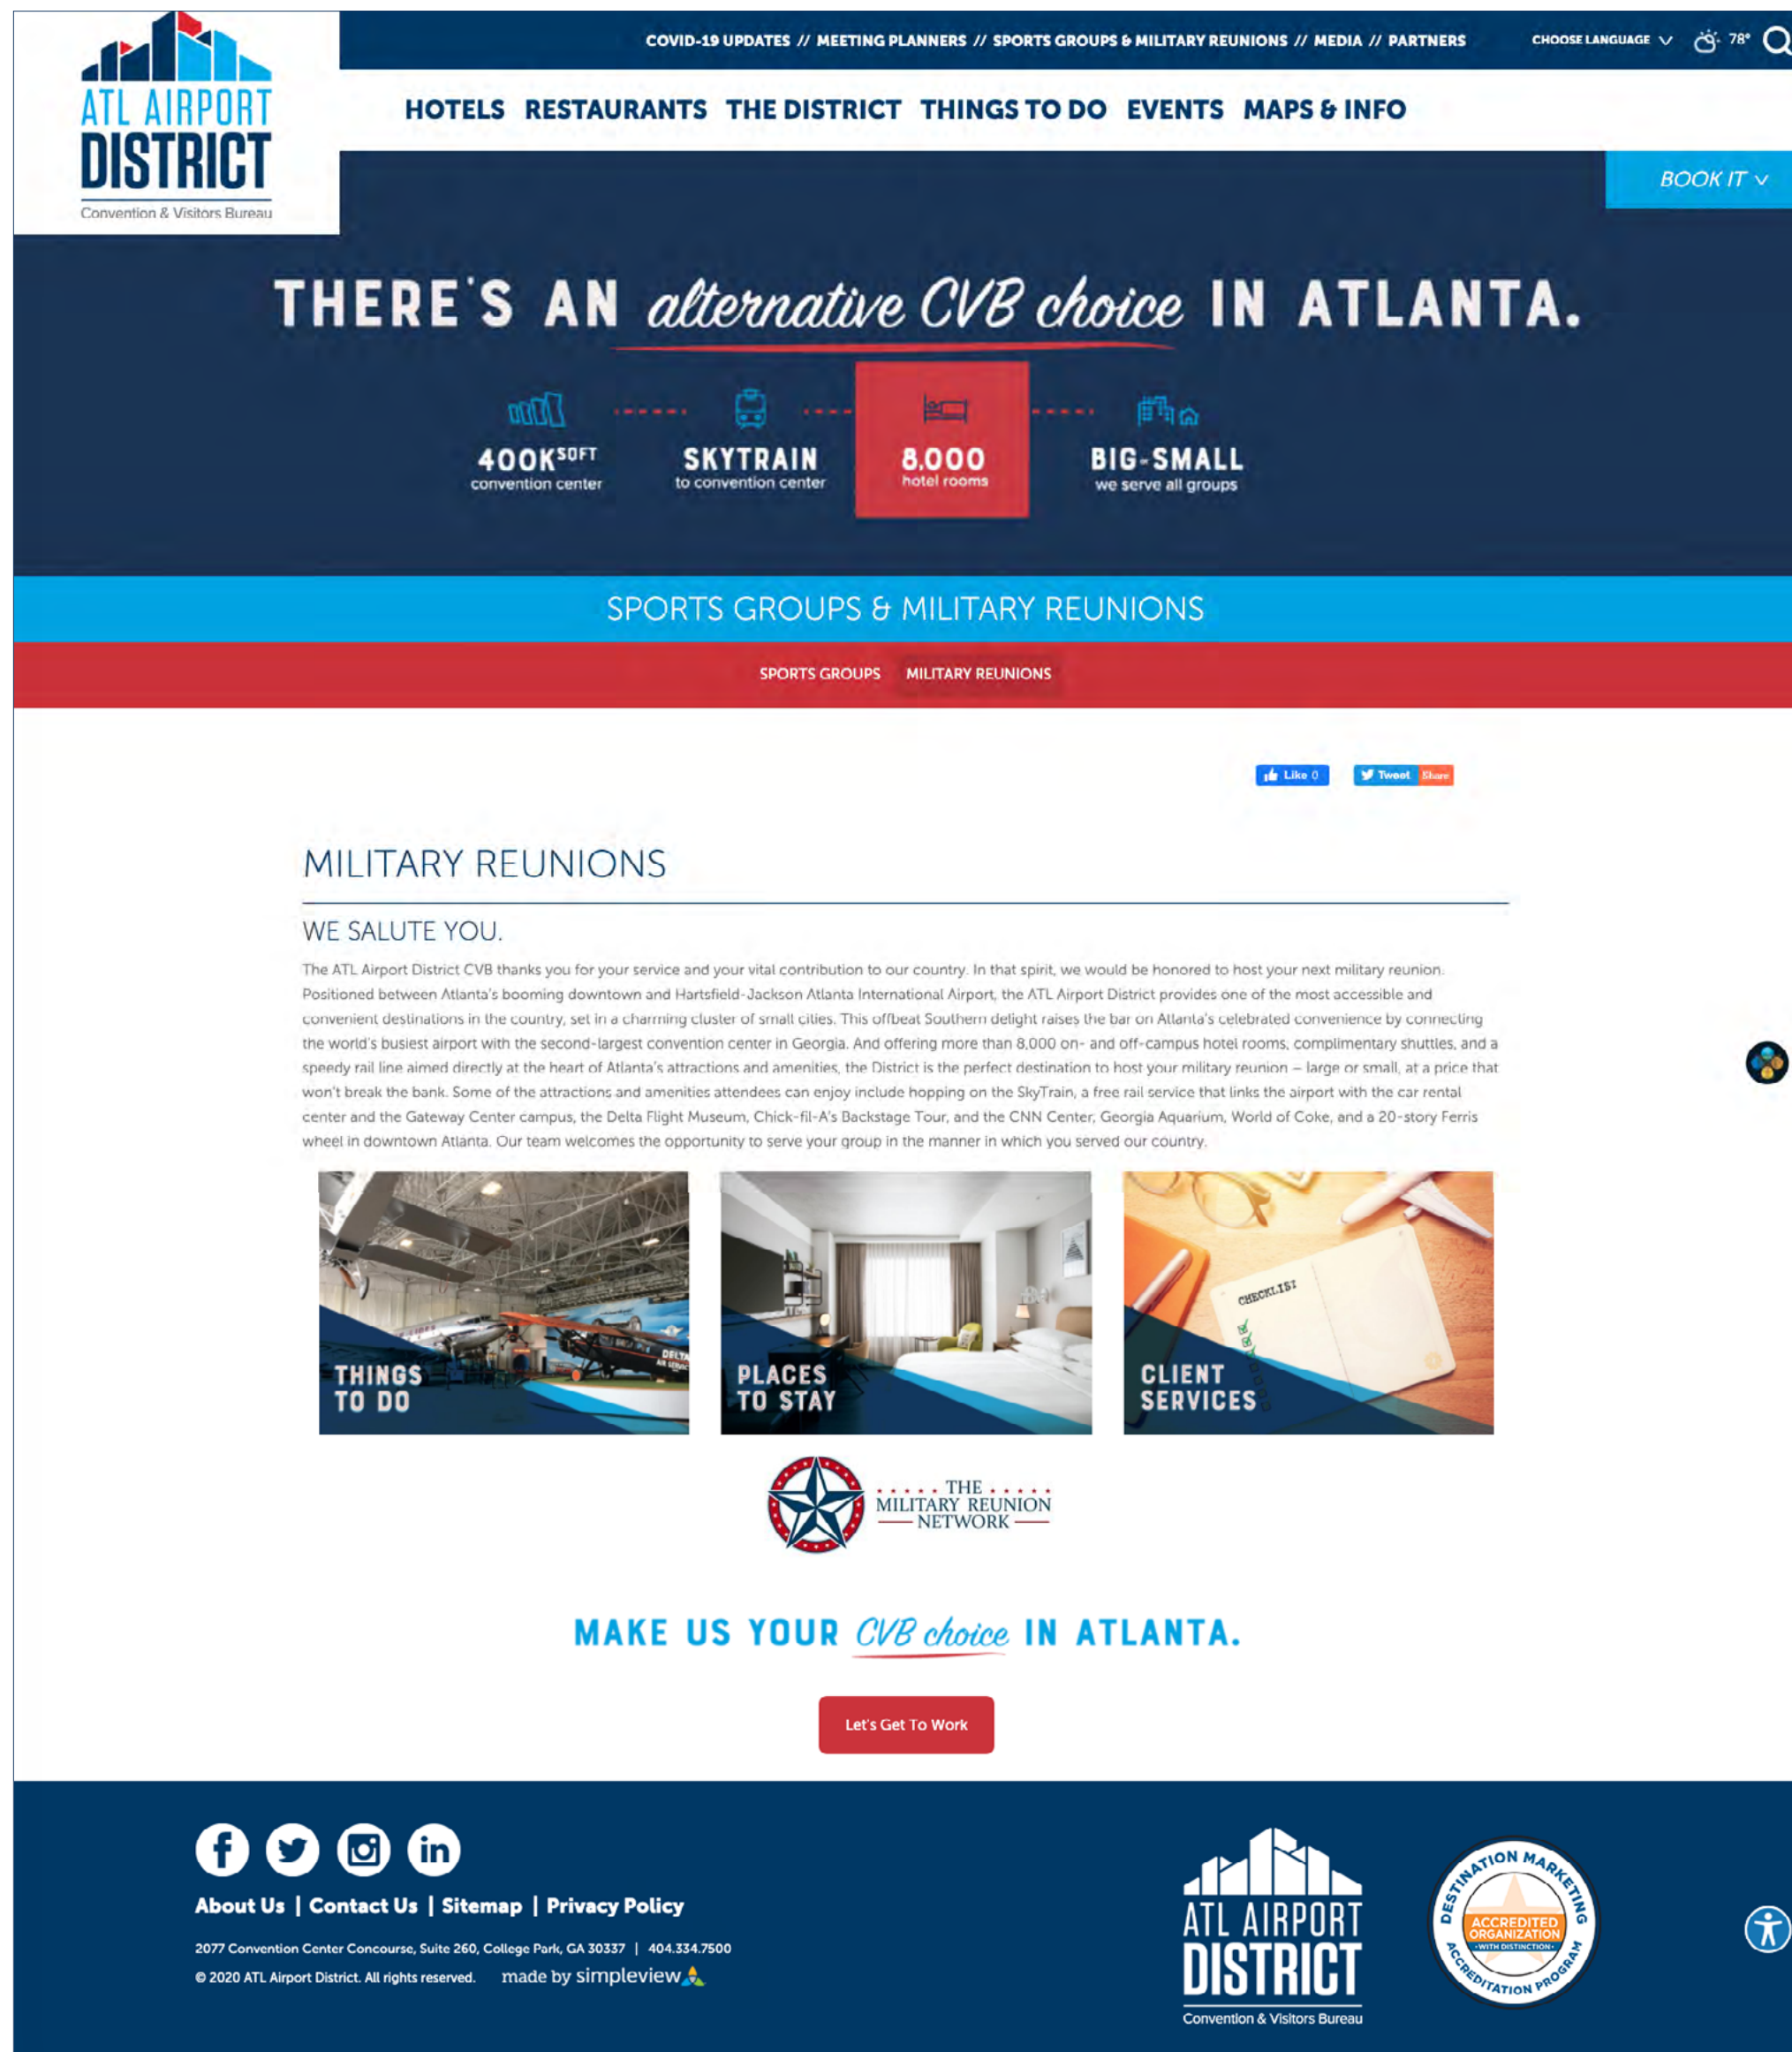 ATL AIRPORT
DISTRICT
Convention & Visitors Bureau
COVID-19 UPDATES // MEETING PLANNERS // SPORTS GROUPS & MILITARY REUNIONS // MEDIA // PARTNERS
CHOOSE LANGUAGE
78°
HOTELS RESTAURANTS THE DISTRICT THINGS TO DO EVENTS MAPS & INFO
BOOK IT
THERE'S AN alternative CVB choice IN ATLANTA.
400K SQFT
convention center
SKYTRAIN
to convention center
8,000
hotel rooms
BIG-SMALL
we serve all groups
SPORTS GROUPS & MILITARY REUNIONS
SPORTS GROUPS MILITARY REUNIONS
Like 0
Tweet Share
MILITARY REUNIONS
WE SALUTE YOU.
The ATL Airport District CVB thanks you for your service and your vital contribution to our country. In that spirit, we would be honored to host your next military reunion.
Positioned between Atlanta's booming downtown and Hartsfield-Jackson Atlanta International Airport, the ATL Airport District provides one of the most accessible and
convenient destinations in the country, set in a charming cluster of small cities. This offbeat Southern delight raises the bar on Atlanta's celebrated convenience by connecting
the world's busiest airport with the second-largest convention center in Georgia. And offering more than 8,000 on- and off-campus hotel rooms, complimentary shuttles, and a
speedy rail line aimed directly at the heart of Atlanta's attractions and amenities, the District is the perfect destination to host your military reunion – large or small, at a price that
won't break the bank. Some of the attractions and amenities attendees can enjoy include hopping on the SkyTrain, a free rail service that links the airport with the car rental
center and the Gateway Center campus, the Delta Flight Museum, Chick-fil-A's Backstage Tour, and the CNN Center, Georgia Aquarium, World of Coke, and a 20-story Ferris
wheel in downtown Atlanta. Our team welcomes the opportunity to serve your group in the manner in which you served our country.
DELTA
AIR SERVICE
THINGS
TO DO
PLACES
TO STAY
CHECKLIST
CLIENT
SERVICES
THE
MILITARY REUNION
NETWORK
MAKE US YOUR CVB choice IN ATLANTA.
Let's Get To Work
About Us | Contact Us | Sitemap | Privacy Policy
2077 Convention Center Concourse, Suite 260, College Park, GA 30337 | 404.334.7500
© 2020 ATL Airport District. All rights reserved. made by simpleview
ATL AIRPORT
DISTRICT
Convention & Visitors Bureau
DESTINATION MARKETING
ACCREDITED
ORGANIZATION
WITH DISTINCTION
ACCREDITATION PROGRAM